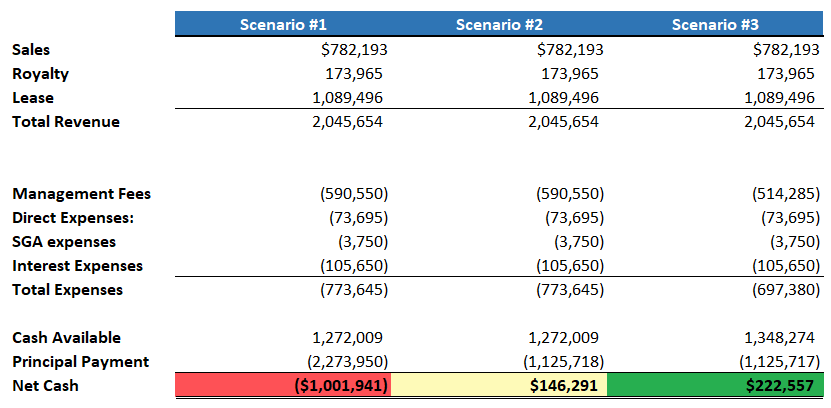 Scenario #1 Scenario #2 Scenario #3
Sales $782,193 $782,193 $782,193
Royalty 173,965 173,965 173,965
Lease 1,089,496 1,089,496 1,089,496
Total Revenue 2,045,654 2,045,654 2,045,654
Management Fees (590,550) (590,550) (514,285)
Direct Expenses: (73,695) (73,695) (73,695)
SGA expenses (3,750) (3,750) (3,750)
Interest Expenses (105,650) (105,650) (105,650)
Total Expenses (773,645) (773,645) (697,380)
Cash Available 1,272,009 1,272,009 1,348,274
Principal Payment (2,273,950) (1,125,718) (1,125,717)
Net Cash ($1,001,941) $146,291 $222,557